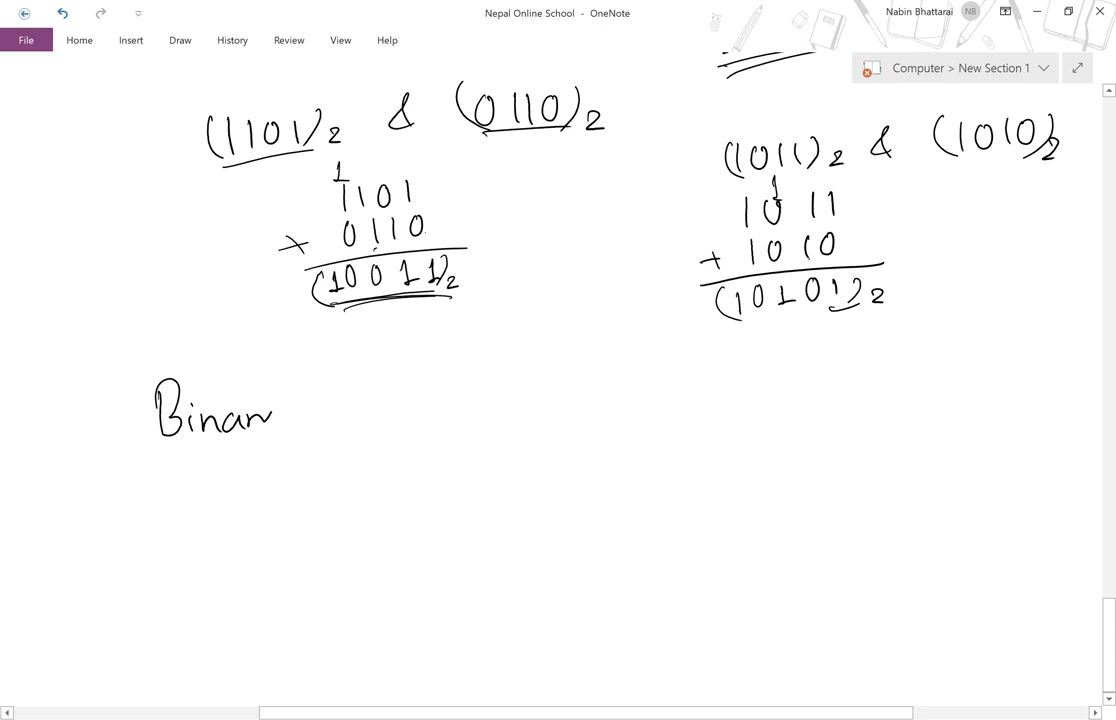 Nepal Online School - OneNote
Nabin Bhattarai NB
File Home Insert Draw History Review View Help
Computer > New Section 1
(1101)2 & (0110)2
1
1101
+ 0110
(10011)2
(1011)2 & (1010)2
1
1011
+ 1010
(10101)2
Binar